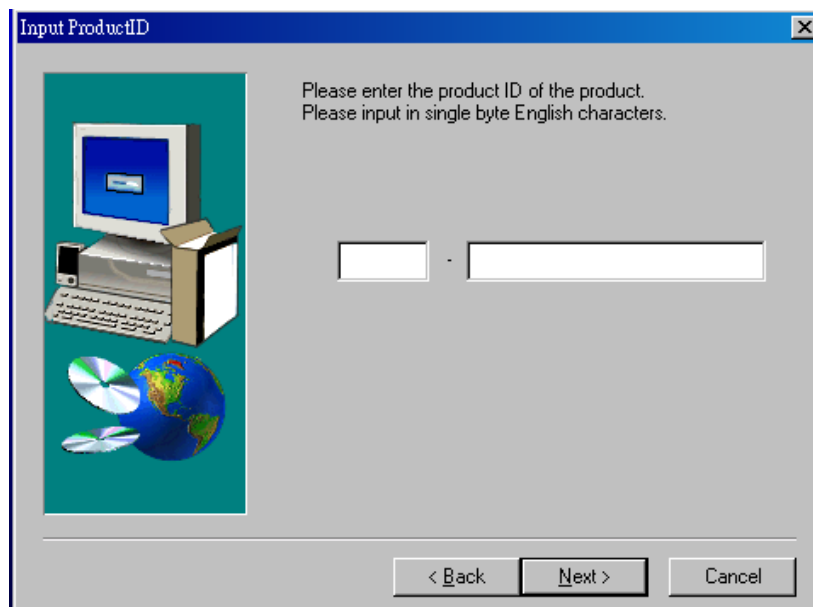 Input ProductID
Please enter the product ID of the product.
Please input in single byte English characters.
-
< Back
Next >
Cancel